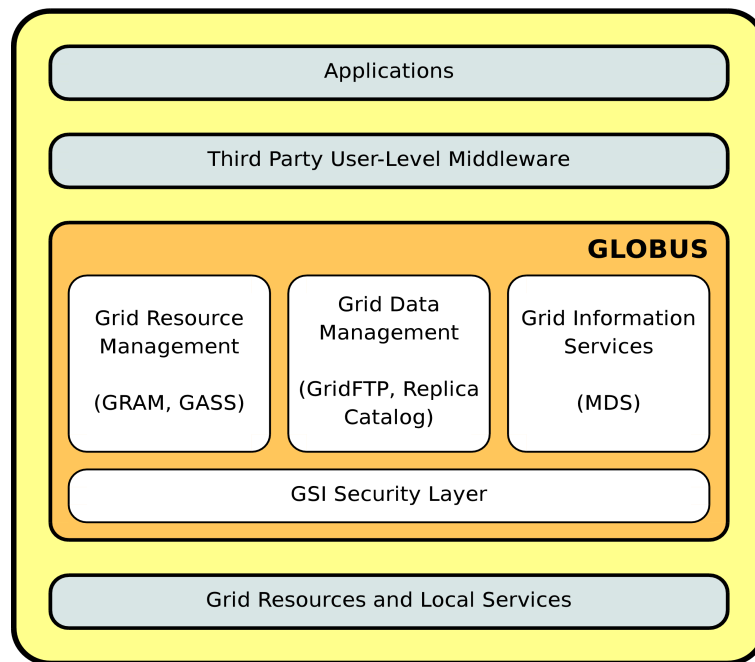 Applications
Third Party User-Level Middleware
GLOBUS
Grid Resource
Management
(GRAM, GASS)
Grid Data
Management
(GridFTP, Replica
Catalog)
Grid Information
Services
(MDS)
GSI Security Layer
Grid Resources and Local Services